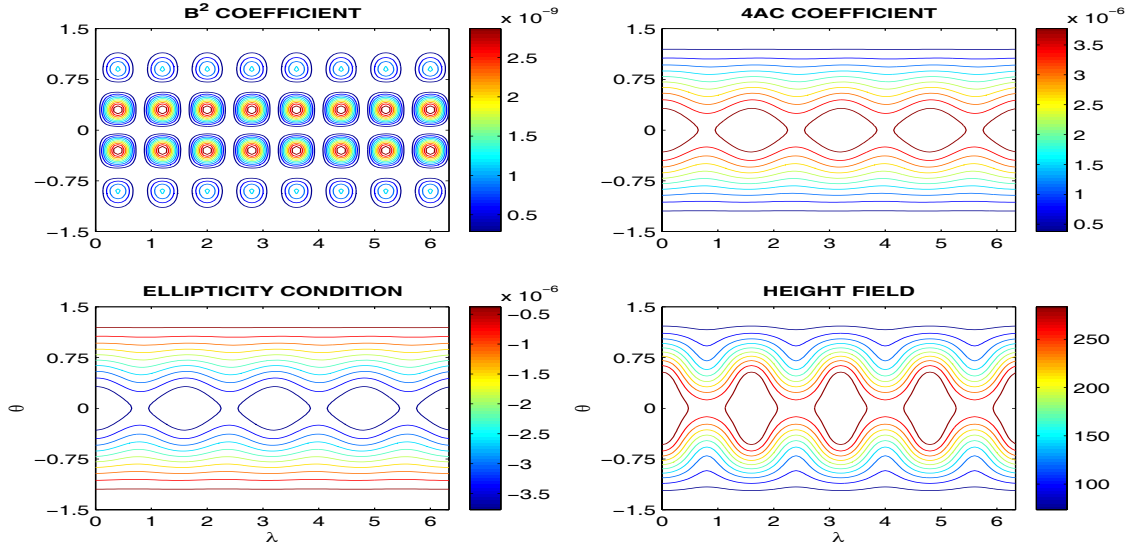 B² COEFFICIENT
x 10⁻⁹
1.5
0.75
0
−0.75
−1.5
0 1 2 3 4 5 6
2.5
2
1.5
1
0.5
4AC COEFFICIENT
x 10⁻⁶
1.5
0.75
0
−0.75
−1.5
0 1 2 3 4 5 6
3.5
3
2.5
2
1.5
1
0.5
ELLIPTICITY CONDITION
x 10⁻⁶
θ
1.5
0.75
0
−0.75
−1.5
0 1 2 3 4 5 6
λ
−0.5
−1
−1.5
−2
−2.5
−3
−3.5
HEIGHT FIELD
θ
1.5
0.75
0
−0.75
−1.5
0 1 2 3 4 5 6
λ
250
200
150
100